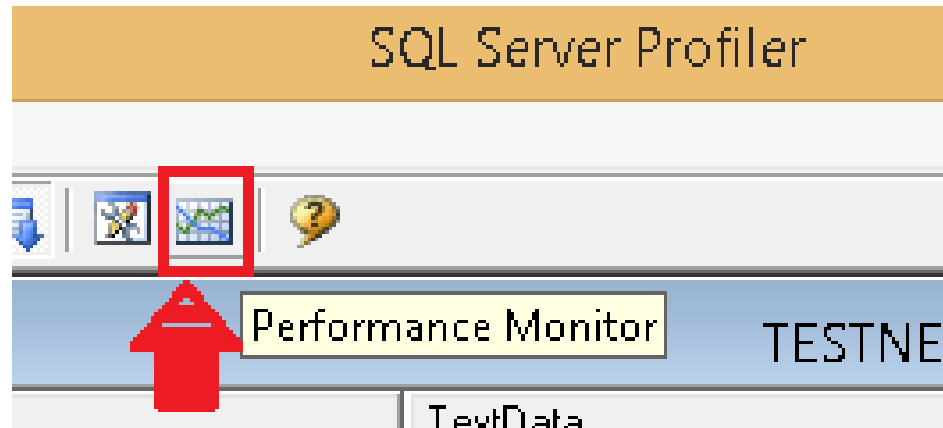 SQL Server Profiler
Performance Monitor
TESTNE
TextData